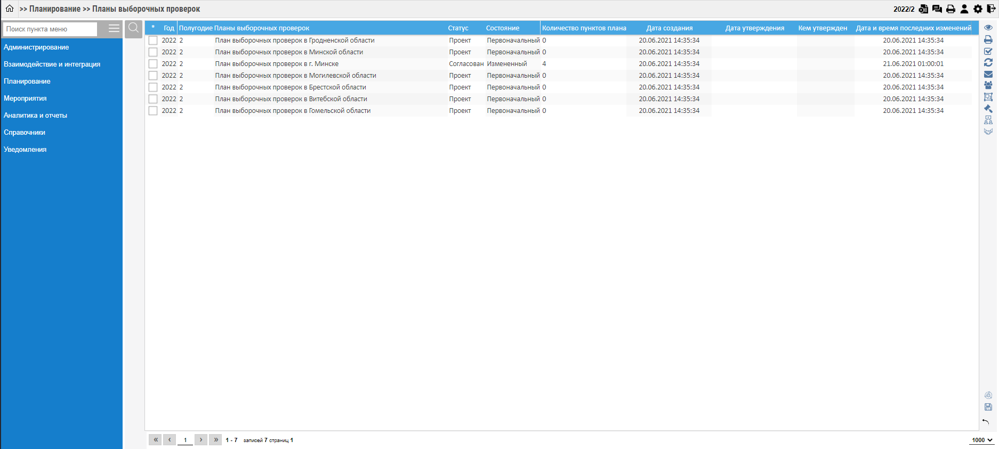 >> Планирование >> Планы выборочных проверок
2022/2
Поиск пункта меню
Администрирование
Взаимодействие и интеграция
Планирование
Мероприятия
Аналитика и отчеты
Справочники
Уведомления
* Год Полугодие Планы выборочных проверок Статус Состояние Количество пунктов плана Дата создания Дата утверждения Кем утвержден Дата и время последних изменений
2022 2 План выборочных проверок в Гродненской области Проект Первоначальный 0 20.06.2021 14:35:34 20.06.2021 14:35:34
2022 2 План выборочных проверок в Минской области Проект Первоначальный 0 20.06.2021 14:35:34 20.06.2021 14:35:34
2022 2 План выборочных проверок в г. Минске Согласован Измененный 4 20.06.2021 14:35:34 21.06.2021 01:00:01
2022 2 План выборочных проверок в Могилевской области Проект Первоначальный 0 20.06.2021 14:35:34 20.06.2021 14:35:34
2022 2 План выборочных проверок в Брестской области Проект Первоначальный 0 20.06.2021 14:35:34 20.06.2021 14:35:34
2022 2 План выборочных проверок в Витебской области Проект Первоначальный 0 20.06.2021 14:35:34 20.06.2021 14:35:34
2022 2 План выборочных проверок в Гомельской области Проект Первоначальный 0 20.06.2021 14:35:34 20.06.2021 14:35:34
« ‹ 1 › » 1 - 7 записей 7 страниц 1
1000